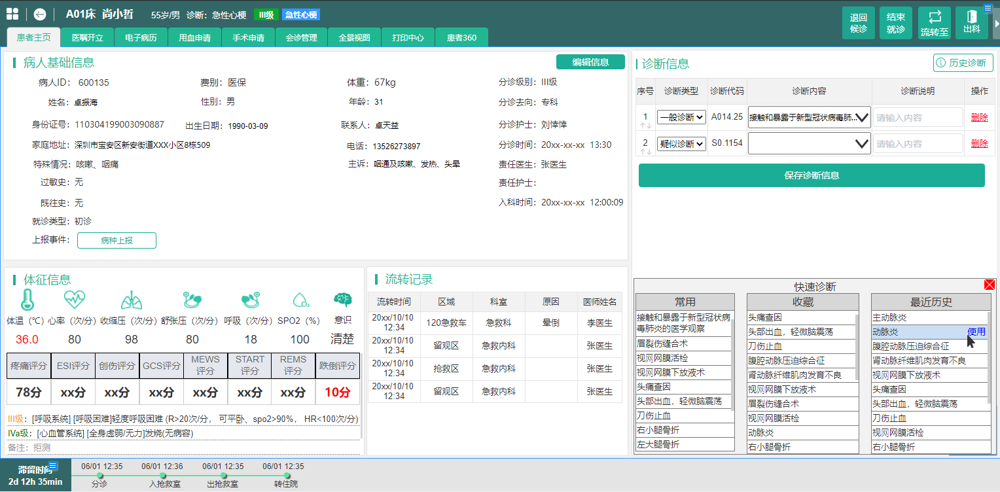 A01床 尚小哲 55岁/男 诊断：急性心梗 III级 急性心梗
退回候诊 结束就诊 流转至 出科
患者主页 医嘱开立 电子病历 用血申请 手术申请 会诊管理 全景视图 打印中心 患者360
病人基础信息 编辑信息
病人ID： 600135 费别：医保 体重：67kg 分诊级别：III级
姓名：卓振海 性别：男 年龄：31 分诊去向：专科
身份证号：110304199003090887 出生日期：1990-03-09 联系人：卓天益 分诊护士：刘慞慞
家庭地址：深圳市宝安区新安街道XXX小区8栋509 电话：13526273897 分诊时间：20xx-xx-xx 13:30
特殊情况：咳嗽、咽痛 主诉：咽通及咳嗽、发热、头晕 责任医生：张医生
过敏史：无 责任护士：
既往史：无 入科时间：20xx-xx-xx 12:00:09
就诊类型：初诊
上报事件： 病种上报
诊断信息 历史诊断
序号 诊断类型 诊断代码 诊断内容 诊断说明 操作
1 一般诊断 A014.25 接触和暴露于新型冠状病毒肺... 请输入内容 删除
↑↓
2 疑似诊断 S0.1154 请输入内容 删除
↑↓
保存诊断信息
体征信息
体温（℃） 心率（次/分） 收缩压（次/分） 舒张压（次/分） 呼吸（次/分） SPO2（%） 意识
36.0 80 98 80 18 100 清楚
疼痛评分 ESI评分 创伤评分 GCS评分 MEWS评分 START评分 REMS评分 跌倒评分
78分 xx分 xx分 xx分 xx分 xx分 xx分 10分
III级：[呼吸系统] [呼吸困难]轻度呼吸困难 (R>20次/分， 可平卧、spo2>90%， HR<100次/分)
IVa级：[心血管系统] [全身虚弱/无力]发烧(无病容)
备注：拒测
流转记录
流转时间 区域 科室 原因 医师姓名
20xx/10/10 12:34 120急救车 急救科 晕倒 李医生
20xx/10/10 12:34 留观区 急救内科 张医生
20xx/10/10 12:34 抢救区 急救内科 张医生
20xx/10/10 12:34 留观区 急救内科 张医生
快速诊断
常用
接触和暴露于新型冠状病
毒肺炎的医学观察
眉裂伤缝合术
视网网膜活检
视网网膜下放液术
头痛查因
头部出血，轻微脑震荡
刀伤止血
右小腿骨折
左大腿骨折
收藏
头痛查因
头部出血，轻微脑震荡
刀伤止血
腹腔动脉压迫综合征
肾动脉纤维肌肉发育不良
视网网膜下放液术
眉裂伤缝合术
视网网膜活检
动脉炎
右小腿骨折
最近历史
主动脉炎
动脉炎 使用
腹腔动脉压迫综合征
肾动脉纤维肌肉发育不良
视网网膜下放液术
头痛查因
头部出血，轻微脑震荡
刀伤止血
视网网膜活检
右小腿骨折
滞留时间
2d 12h 35min
06/01 12:35 06/01 12:36 06/01 12:35 06/01 12:35
分诊 入抢救室 出抢救室 转住院